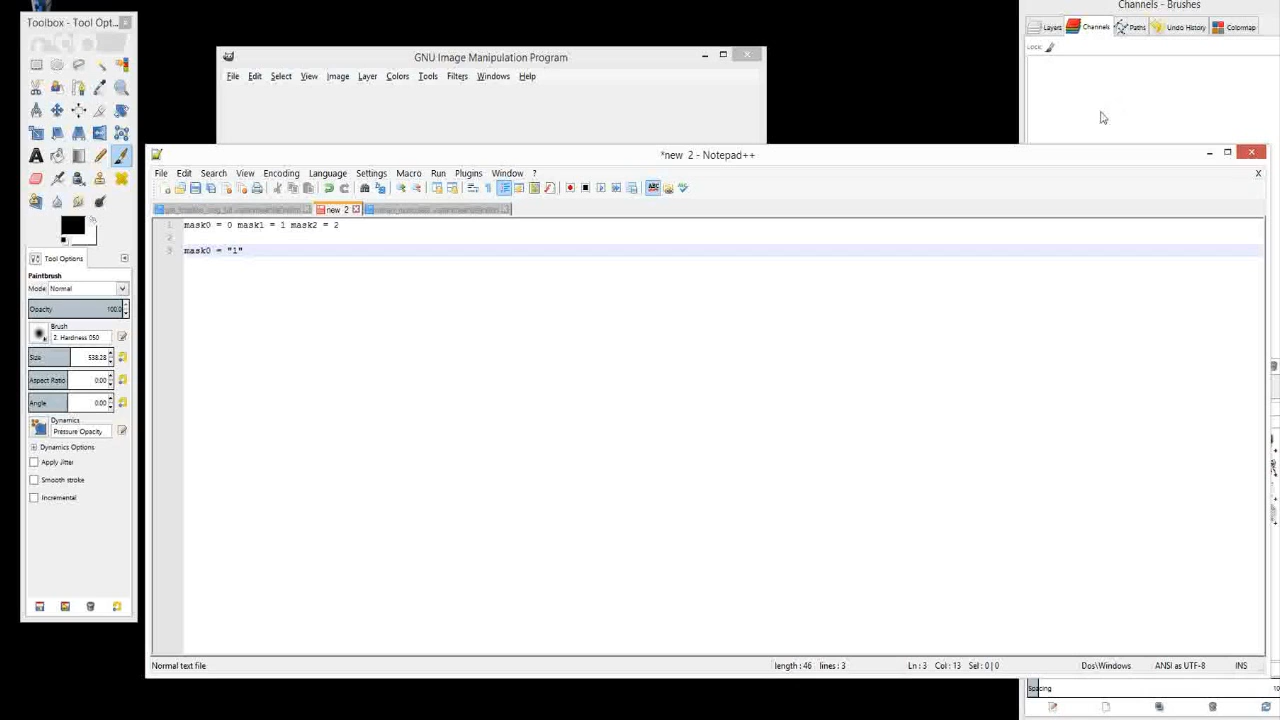 Channels - Brushes
Toolbox - Tool Opt...
Layers Channels Paths Undo History Colormap
Lock:
GNU Image Manipulation Program
File Edit Select View Image Layer Colors Tools Filters Windows Help
*new 2 - Notepad++
File Edit Search View Encoding Language Settings Macro Run Plugins Window ? X
new 2
1 mask0 = 0 mask1 = 1 mask2 = 2
2
3 mask0 = "1"
Tool Options
Paintbrush
Mode: Normal
Opacity 100.0
Brush
2. Hardness 050
Size 538.28
Aspect Ratio 0.00
Angle 0.00
Dynamics
Pressure Opacity
Dynamics Options
Apply Jitter
Smooth stroke
Incremental
Normal text file length : 46 lines : 3 Ln : 3 Col : 13 Sel : 0 | 0 Dos\Windows ANSI as UTF-8 INS
Spacing